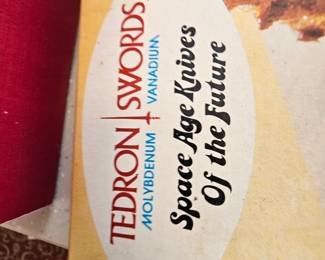 TEDRON SWORDS
MOLYBDENUM VANADIUM
Space Age Knives
Of the Future